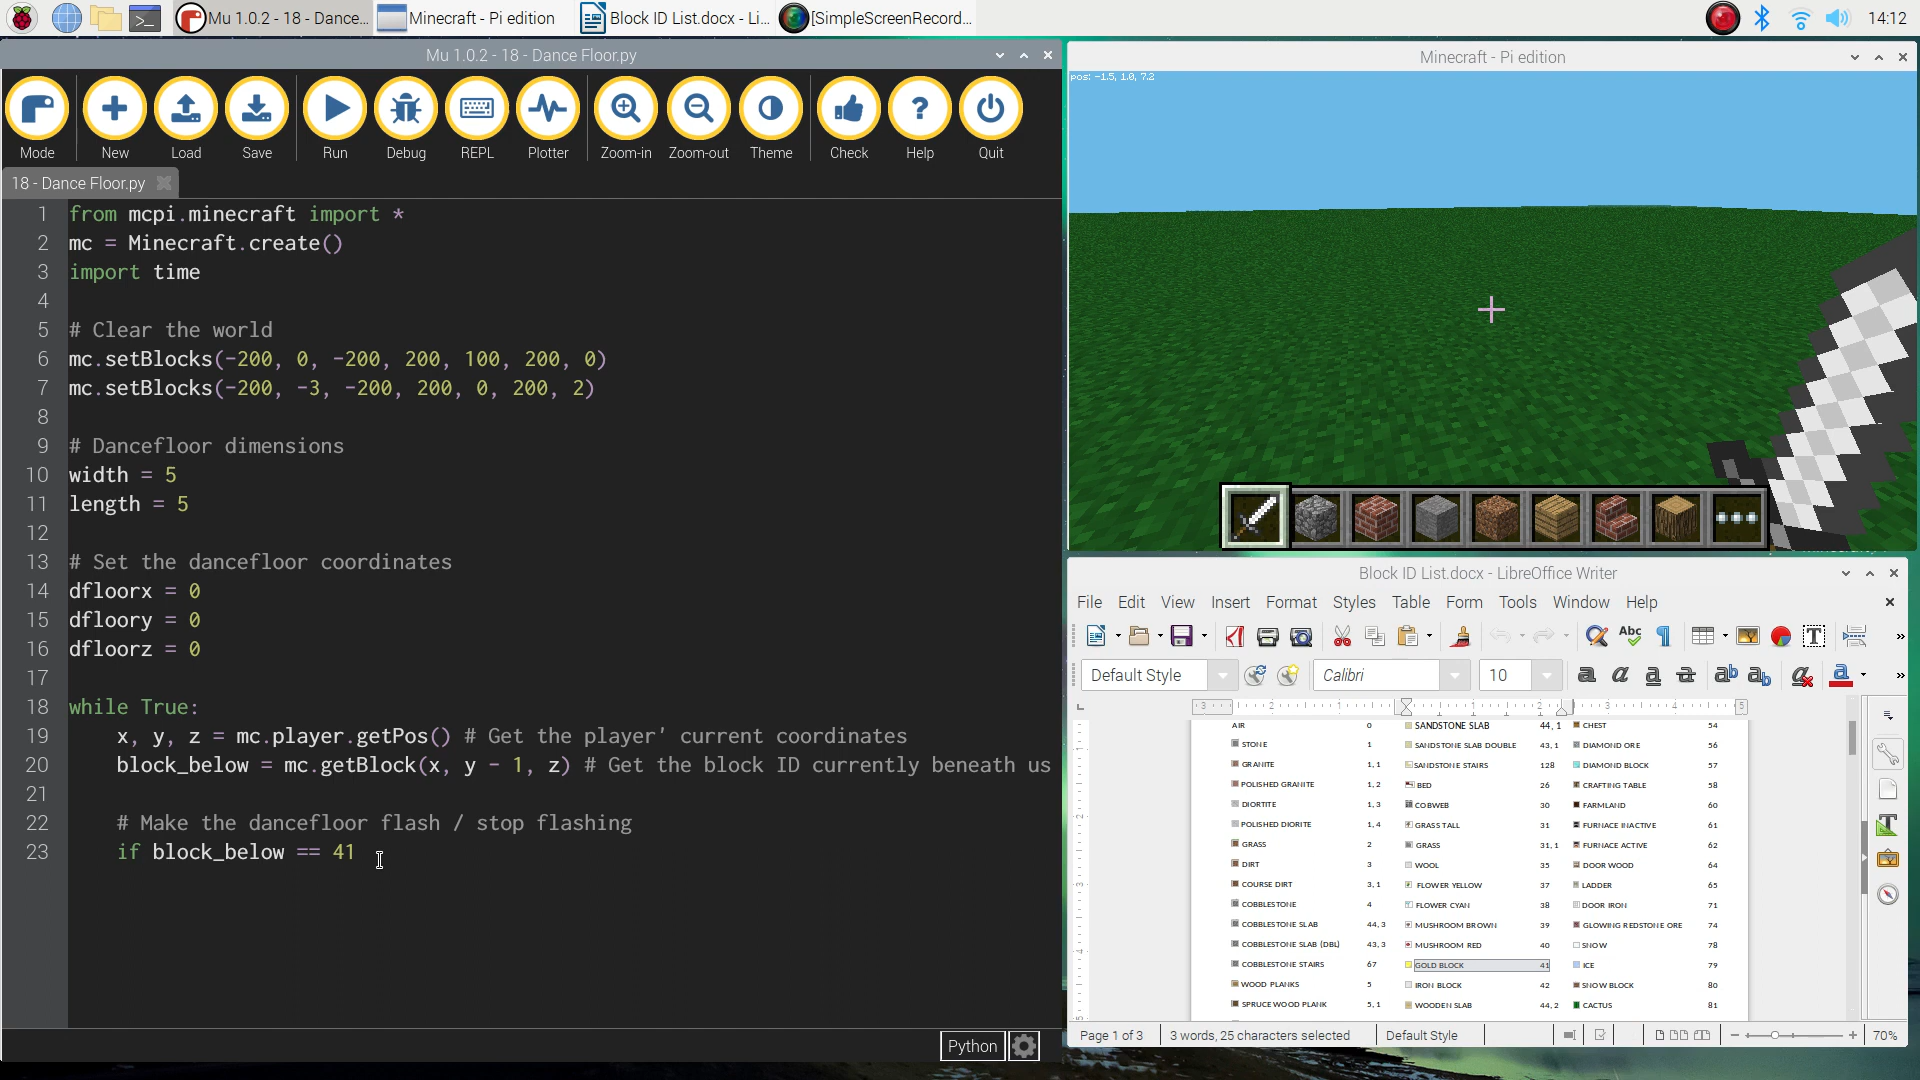 Mu 1.0.2 - 18 - Dance...
Minecraft - Pi edition
Block ID List.docx - Li...
[SimpleScreenRecord...
14:12
Mu 1.0.2 - 18 - Dance Floor.py
Mode New Load Save Run Debug REPL Plotter Zoom-in Zoom-out Theme Check Help Quit
18 - Dance Floor.py
1 from mcpi.minecraft import *
2 mc = Minecraft.create()
3 import time
4
5 # Clear the world
6 mc.setBlocks(-200, 0, -200, 200, 100, 200, 0)
7 mc.setBlocks(-200, -3, -200, 200, 0, 200, 2)
8
9 # Dancefloor dimensions
10 width = 5
11 length = 5
12
13 # Set the dancefloor coordinates
14 dfloorx = 0
15 dfloory = 0
16 dfloorz = 0
17
18 while True:
19 x, y, z = mc.player.getPos() # Get the player' current coordinates
20 block_below = mc.getBlock(x, y - 1, z) # Get the block ID currently beneath us
21
22 # Make the dancefloor flash / stop flashing
23 if block_below == 41
Python
Minecraft - Pi edition
pos: -1.5, 1.0, 7.2
Block ID List.docx - LibreOffice Writer
File Edit View Insert Format Styles Table Form Tools Window Help
Default Style Calibri 10
AIR 0 SANDSTONE SLAB 44, 1 CHEST 54
STONE 1 SANDSTONE SLAB DOUBLE 43, 1 DIAMOND ORE 56
GRANITE 1, 1 SANDSTONE STAIRS 128 DIAMOND BLOCK 57
POLISHED GRANITE 1, 2 BED 26 CRAFTING TABLE 58
DIORTITE 1, 3 COBWEB 30 FARMLAND 60
POLISHED DIORITE 1, 4 GRASS TALL 31 FURNACE INACTIVE 61
GRASS 2 GRASS 31, 1 FURNACE ACTIVE 62
DIRT 3 WOOL 35 DOOR WOOD 64
COURSE DIRT 3, 1 FLOWER YELLOW 37 LADDER 65
COBBLESTONE 4 FLOWER CYAN 38 DOOR IRON 71
COBBLESTONE SLAB 44, 3 MUSHROOM BROWN 39 GLOWING REDSTONE ORE 74
COBBLESTONE SLAB (DBL) 43, 3 MUSHROOM RED 40 SNOW 78
COBBLESTONE STAIRS 67 GOLD BLOCK 41 ICE 79
WOOD PLANKS 5 IRON BLOCK 42 SNOW BLOCK 80
SPRUCE WOOD PLANK 5, 1 WOODEN SLAB 44, 2 CACTUS 81
Page 1 of 3 3 words, 25 characters selected Default Style 70%